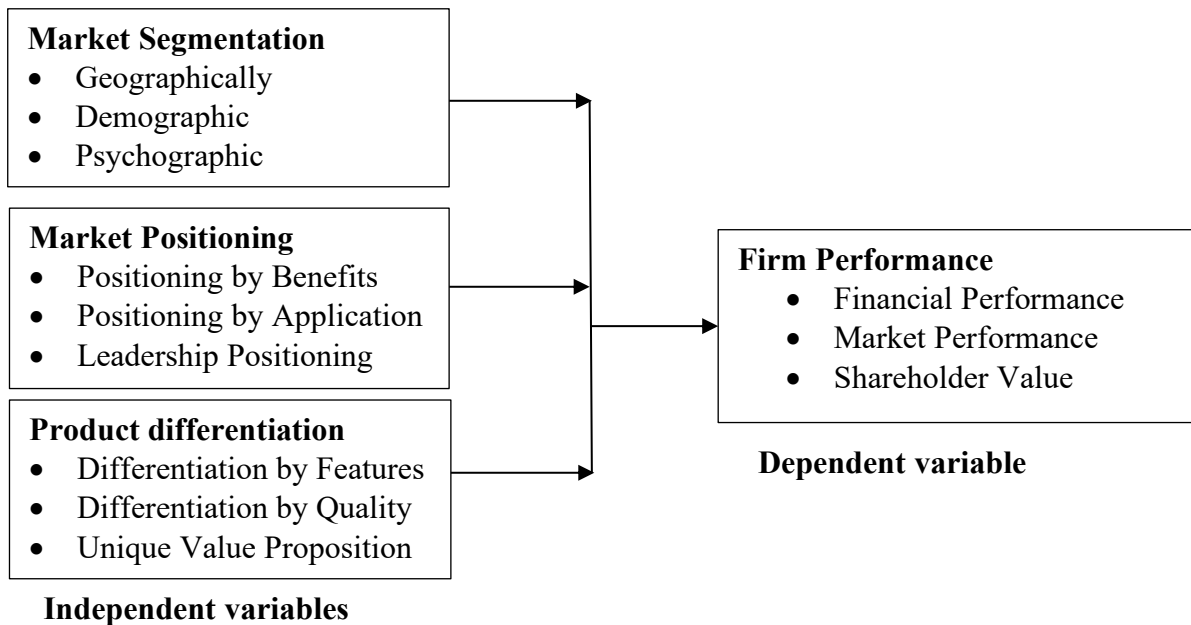 Market Segmentation
• Geographically
• Demographic
• Psychographic
Market Positioning
• Positioning by Benefits
• Positioning by Application
• Leadership Positioning
Product differentiation
• Differentiation by Features
• Differentiation by Quality
• Unique Value Proposition
Independent variables
Firm Performance
• Financial Performance
• Market Performance
• Shareholder Value
Dependent variable